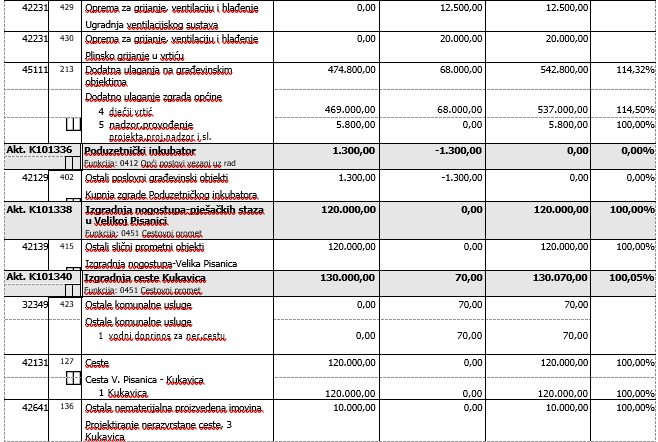 42231 429 Oprema za grijanje, ventilaciju i hlađenje 0,00 12.500,00 12.500,00
Ugradnja ventilacijskog sustava
42231 430 Oprema za grijanje, ventilaciju i hlađenje 0,00 20.000,00 20.000,00
Plinsko grijanje u vrtiću
45111 213 Dodatna ulaganja na građevinskim 474.800,00 68.000,00 542.800,00 114,32%
objektima
Dodatno ulaganje zgrada općine
4 dječji vrtić 469.000,00 68.000,00 537.000,00 114,50%
5 nadzor,provođenje 5.800,00 0,00 5.800,00 100,00%
projekta,proj.nadzor i sl.
Akt. K101336 Poduzetnički inkubator 1.300,00 -1.300,00 0,00 0,00%
Funkcija: 0412 Opći poslovi vezani uz rad
42129 402 Ostali poslovni građevinski objekti 1.300,00 -1.300,00 0,00 0,00%
Kupnja zgrade Poduzetničkog inkubatora
Akt. K101338 Izgradnja nogostupa-pješačkih staza 120.000,00 0,00 120.000,00 100,00%
u Velikoj Pisanici
Funkcija: 0451 Cestovni promet
42139 415 Ostali slični prometni objekti 120.000,00 0,00 120.000,00 100,00%
Izgradnja nogostupa-Velika Pisanica
Akt. K101340 Izgradnja ceste Kukavica 130.000,00 70,00 130.070,00 100,05%
Funkcija: 0451 Cestovni promet
32349 423 Ostale komunalne usluge 0,00 70,00 70,00
Ostale komunalne usluge
1 vodni doprinos za ner.cestu 0,00 70,00 70,00
42131 127 Ceste 120.000,00 0,00 120.000,00 100,00%
Cesta V. Pisanica - Kukavica
1 Kukavica 120.000,00 0,00 120.000,00 100,00%
42641 136 Ostala nematerijalna proizvedena imovina 10.000,00 0,00 10.000,00 100,00%
Projektiranje nerazvrstane ceste, 3
Kukavica